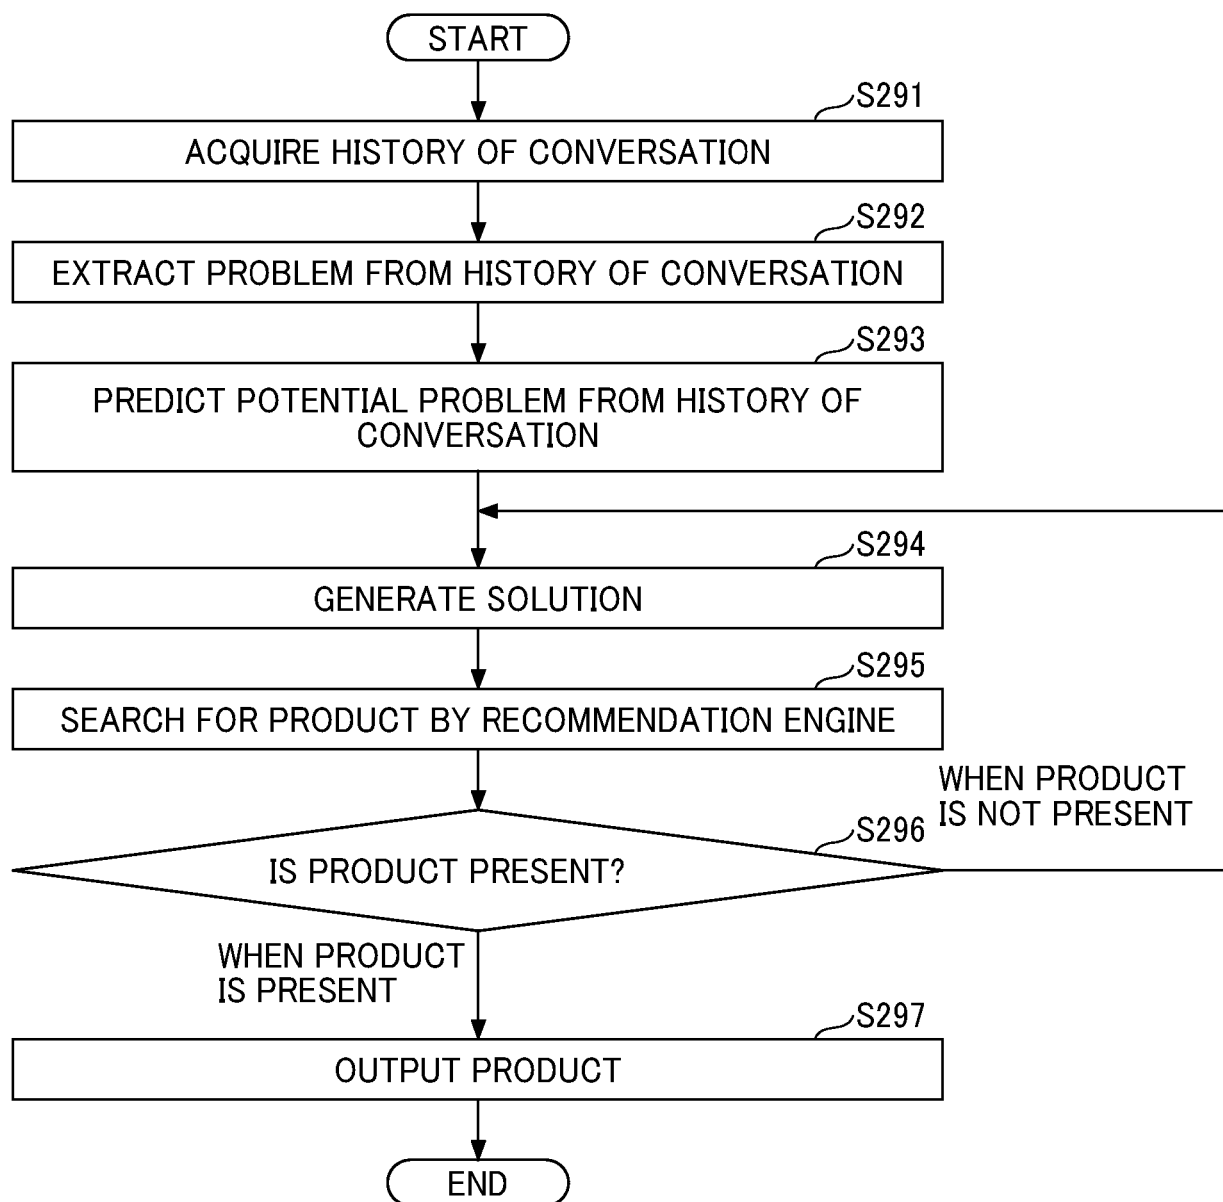 START
S291
ACQUIRE HISTORY OF CONVERSATION
S292
EXTRACT PROBLEM FROM HISTORY OF CONVERSATION
S293
PREDICT POTENTIAL PROBLEM FROM HISTORY OF
CONVERSATION
S294
GENERATE SOLUTION
S295
SEARCH FOR PRODUCT BY RECOMMENDATION ENGINE
WHEN PRODUCT
IS NOT PRESENT
S296
IS PRODUCT PRESENT?
WHEN PRODUCT
IS PRESENT
S297
OUTPUT PRODUCT
END